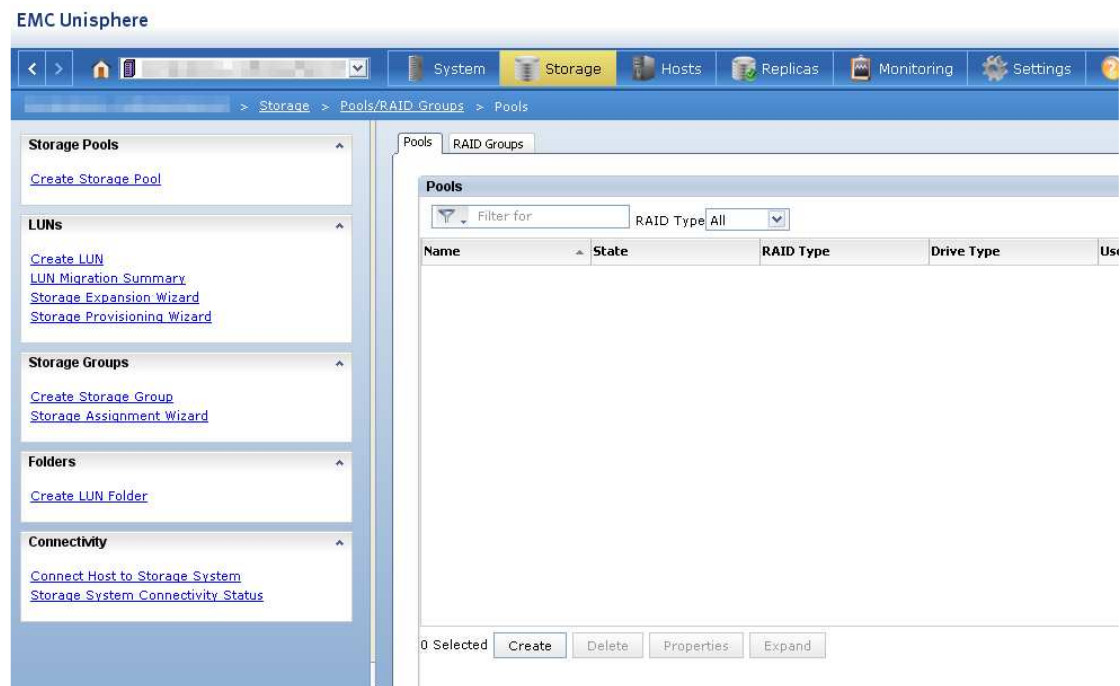 EMC Unisphere
System Storage Hosts Replicas Monitoring Settings ?
> Storage > Pools/RAID Groups > Pools
Storage Pools
Create Storage Pool
LUNs
Create LUN
LUN Migration Summary
Storage Expansion Wizard
Storage Provisioning Wizard
Storage Groups
Create Storage Group
Storage Assignment Wizard
Folders
Create LUN Folder
Connectivity
Connect Host to Storage System
Storage System Connectivity Status
Pools RAID Groups
Pools
Filter for RAID Type All
Name State RAID Type Drive Type
0 Selected Create Delete Properties Expand